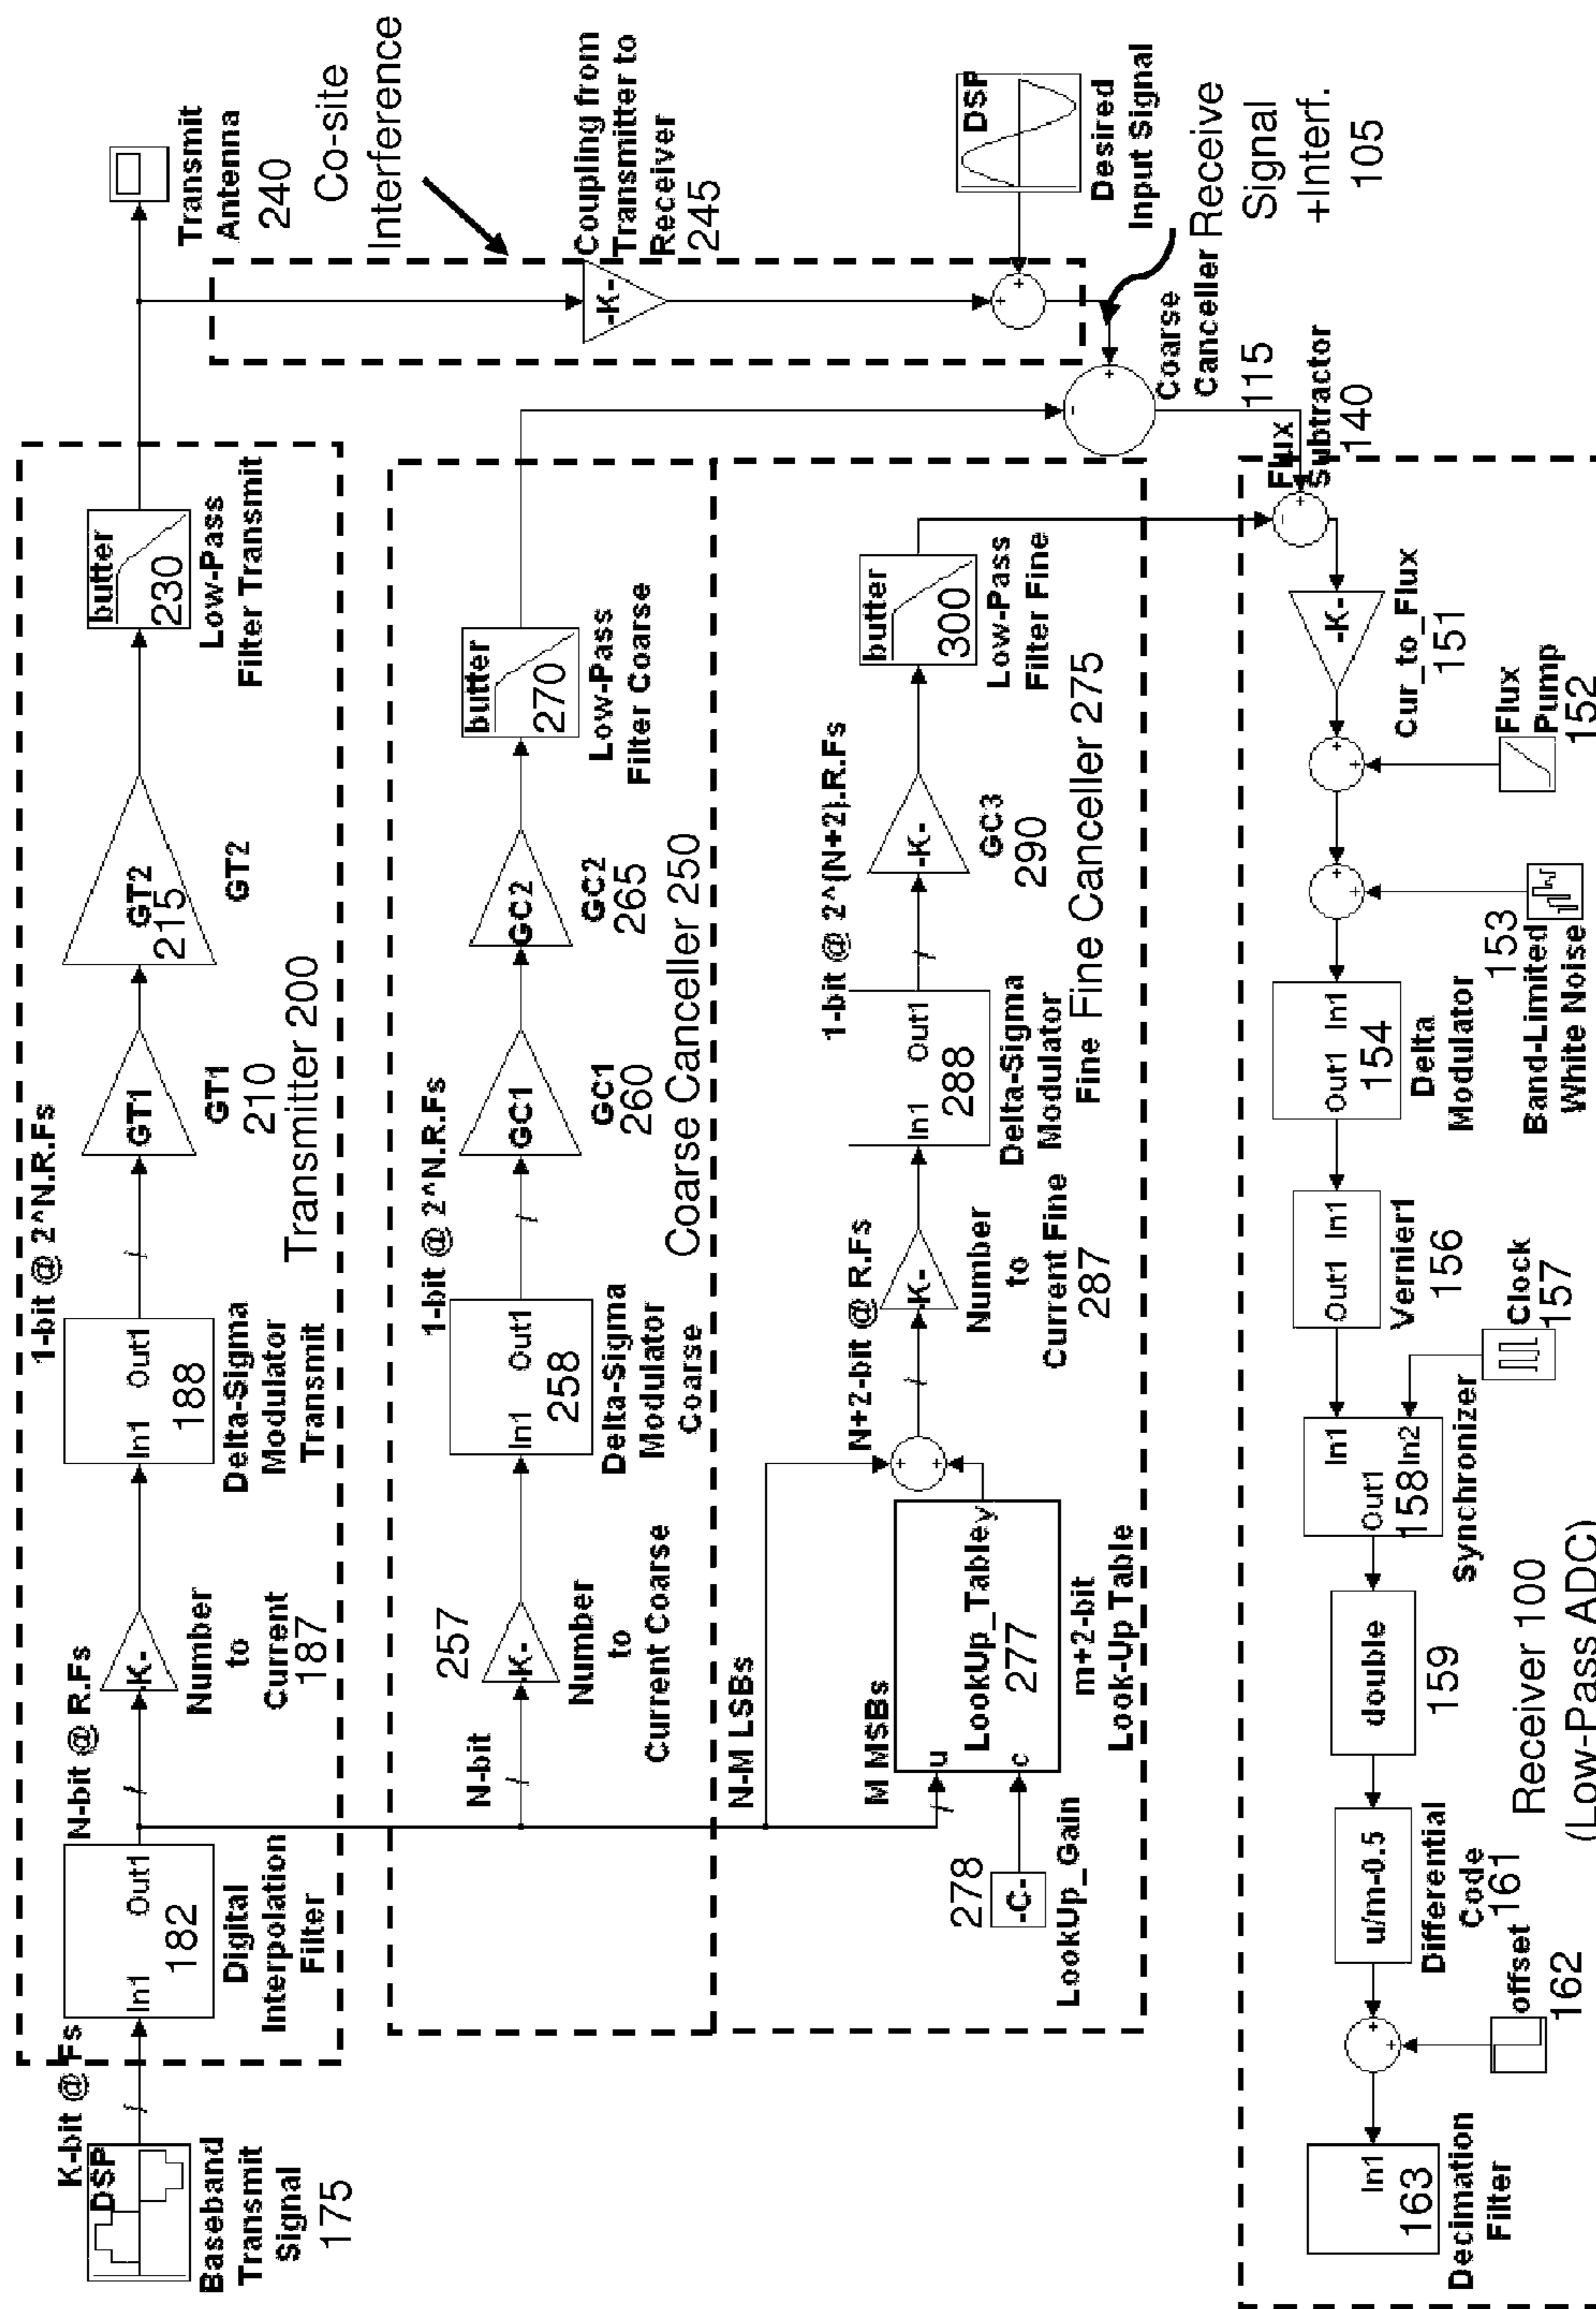 K-bit @ Fs
DSP
Baseband
Transmit
Signal
175
In1 Out1
182
Digital
Interpolation
Filter
N-bit @ R.Fs
-K-
Number
to
Current
187
In1 Out1
188
Delta-Sigma
Modulator
Transmit
1-bit @ 2^N.R.Fs
GT1
GT1
210
Transmitter 200
GT2
215
GT2
butter
230
Low-Pass
Filter Transmit
Transmit
Antenna
240
Co-site
Interference
N-bit
257
-K-
Number
to
Current Coarse
In1 Out1
258
Delta-Sigma
Modulator
Coarse
1-bit @ 2^N.R.Fs
GC1
GC1
260
GC2
GC2
265
Coarse Canceller 250
butter
270
Low-Pass
Filter Coarse
-K-
Coupling from
Transmitter to
Receiver
245
DSP
Desired
Input Signal
Receive
Signal
+Interf.
105
Coarse
Canceller
115
N-M LSBs
M MSBs
u
c
LookUp_Table
y
277
m+2-bit
Look-Up Table
278
-C-
LookUp_Gain
N+2-bit @ R.Fs
-K-
Number
to
Current Fine
287
In1 Out1
288
Delta-Sigma
Modulator
Fine
1-bit @ 2^(N+2).R.Fs
-K-
GC3
290
Fine Canceller 275
butter
300
Low-Pass
Filter Fine
Flux
Subtractor
140
-K-
Cur_to_Flux
151
Flux
Pump
152
153
Band-Limited
White Noise
Out1 In1
154
Delta
Modulator
Out1 In1
Vernier1
156
Clock
157
In1
Out1
In2
158
Synchronizer
double
159
u/m-0.5
Differential
Code
161
offset
162
In1
163
Decimation
Filter
Receiver 100
(Low-Pass ADC)